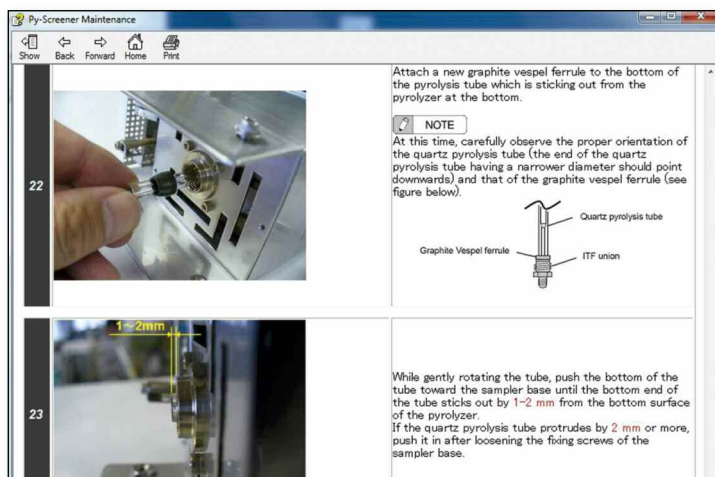 Py-Screener Maintenance
Show Back Forward Home Print
22
Attach a new graphite vespel ferrule to the bottom of
the pyrolysis tube which is sticking out from the
pyrolyzer at the bottom.
NOTE
At this time, carefully observe the proper orientation of
the quartz pyrolysis tube (the end of the quartz
pyrolysis tube having a narrower diameter should point
downwards) and that of the graphite vespel ferrule (see
figure below).
Quartz pyrolysis tube
Graphite Vespel ferrule
ITF union
23
1~2mm
While gently rotating the tube, push the bottom of the
tube toward the sampler base until the bottom end of
the tube sticks out by 1-2 mm from the bottom surface
of the pyrolyzer.
If the quartz pyrolysis tube protrudes by 2 mm or more,
push it in after loosening the fixing screws of the
sampler base.